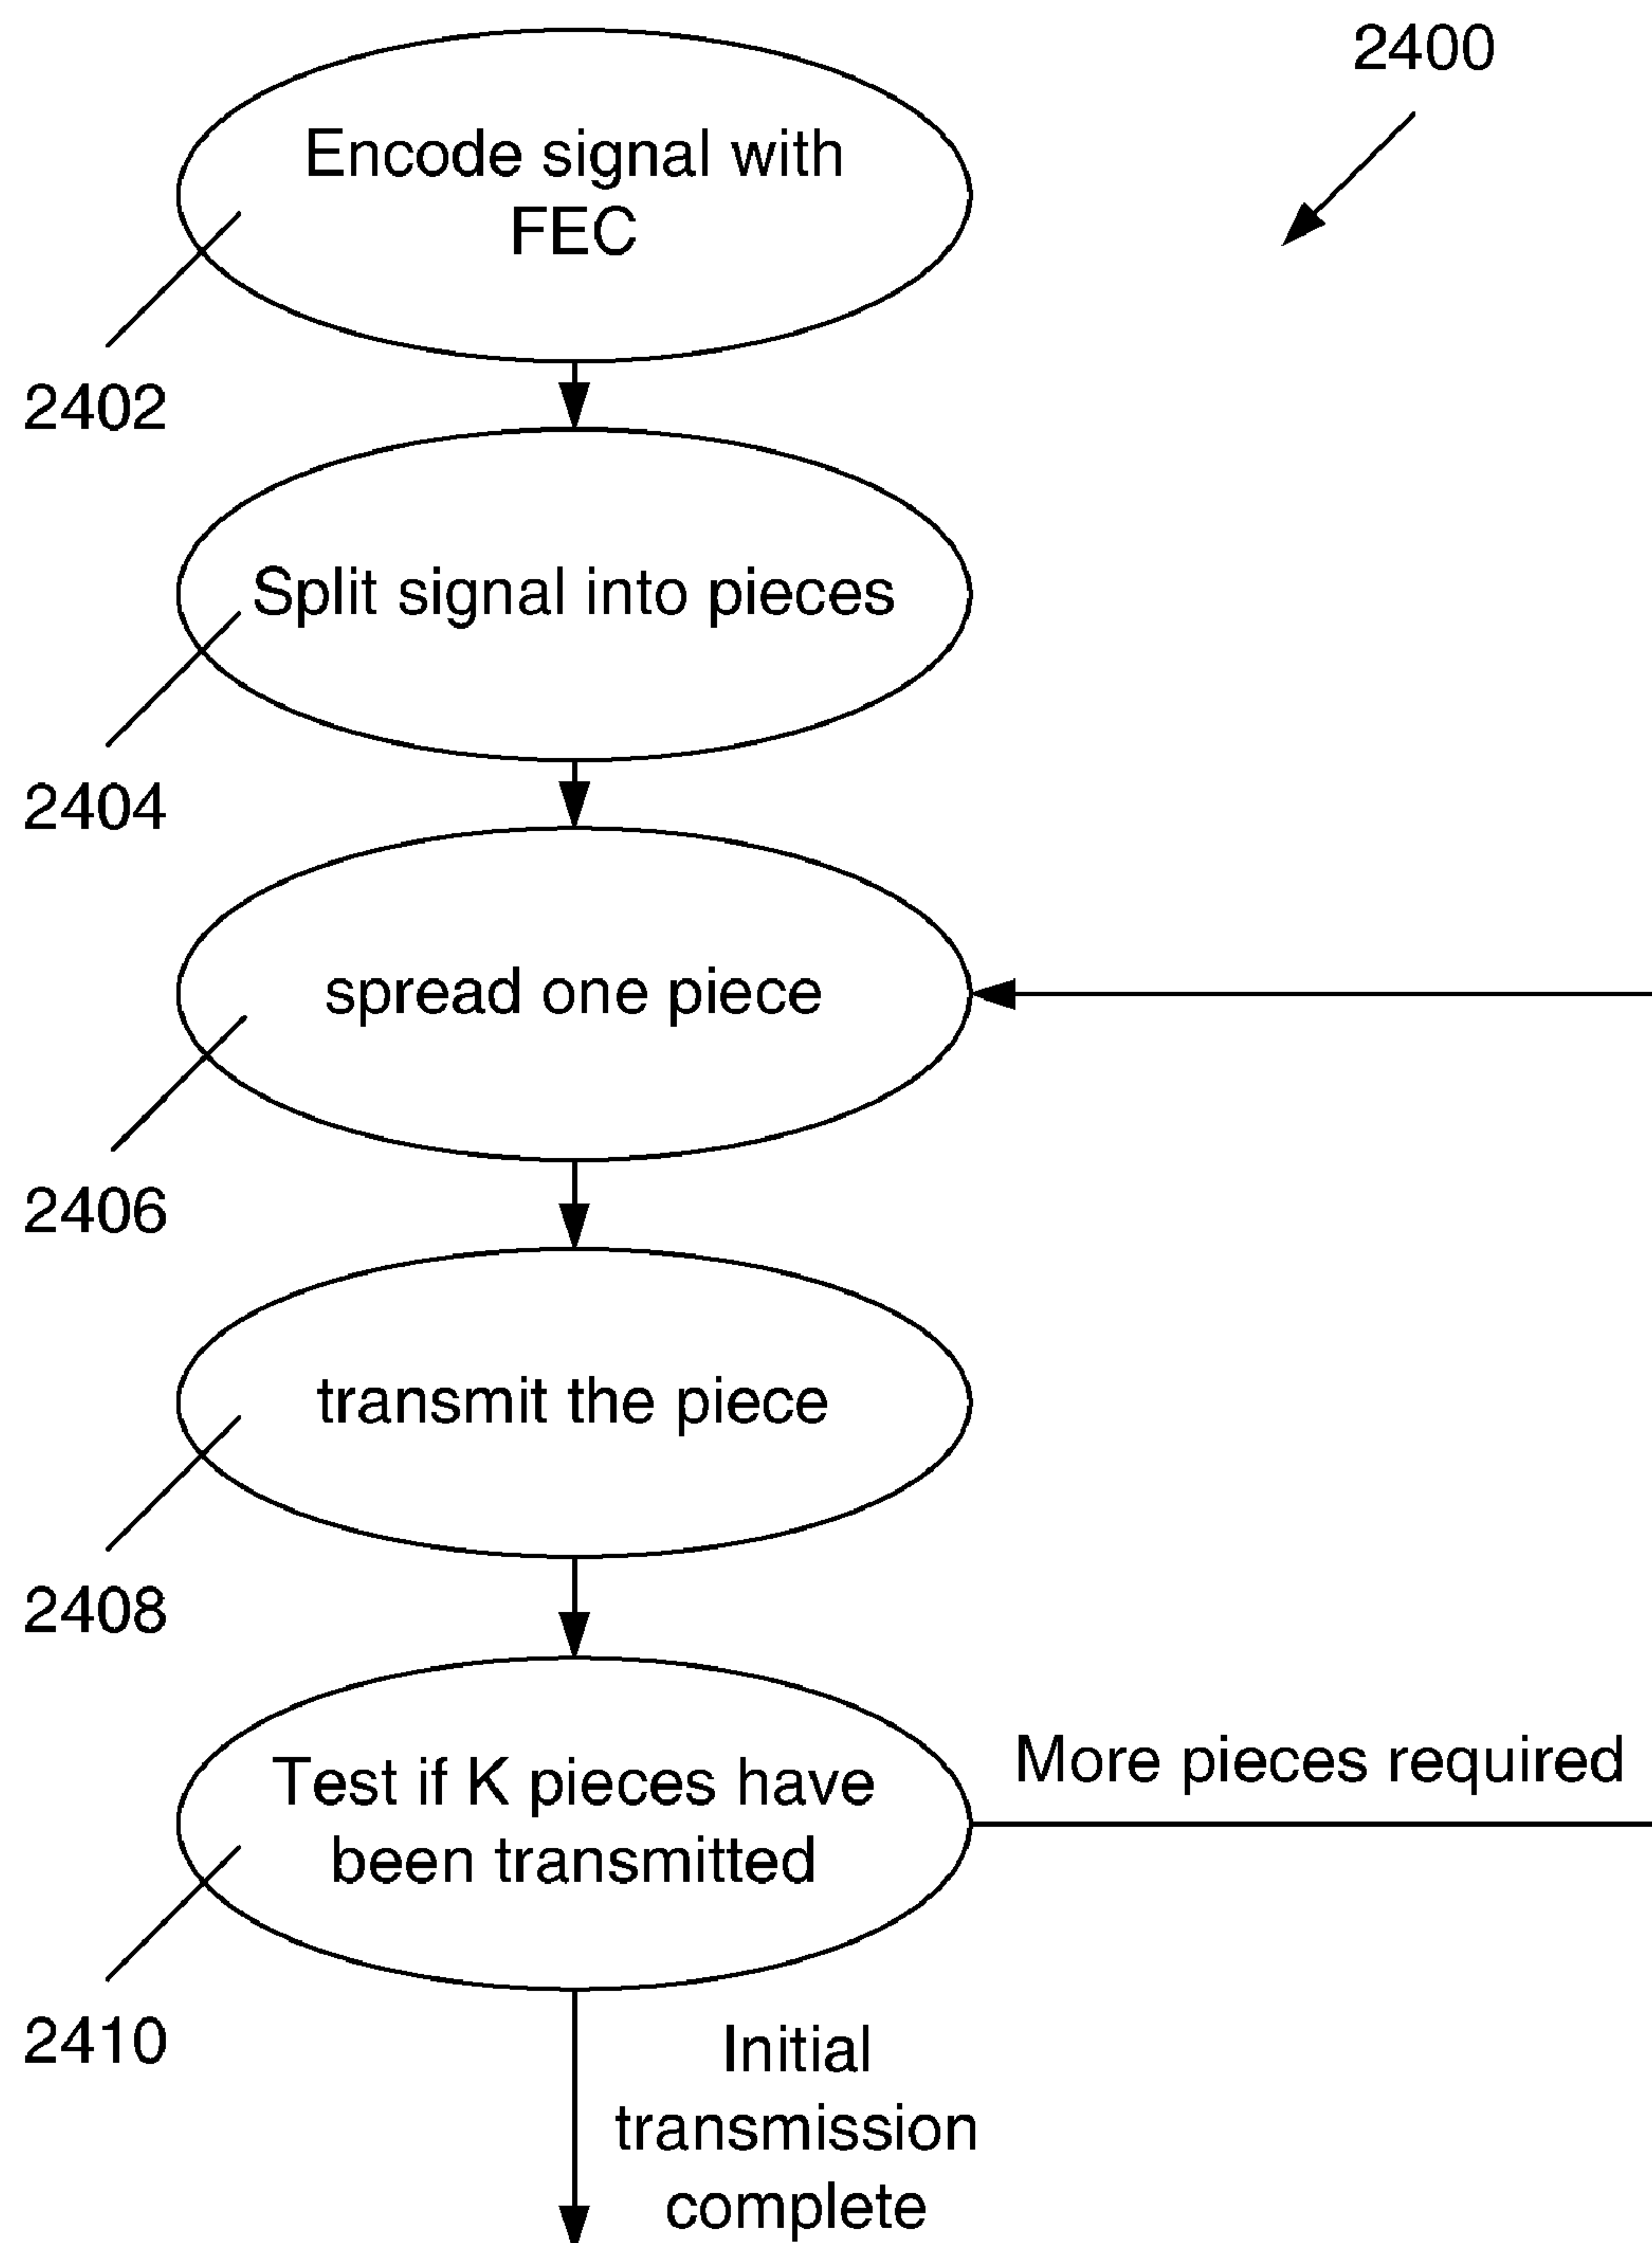 2400
Encode signal with
FEC
2402
Split signal into pieces
2404
spread one piece
2406
transmit the piece
2408
Test if K pieces have
been transmitted
More pieces required
2410
Initial
transmission
complete